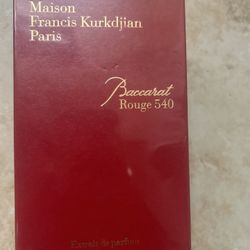 Maison
Francis Kurkdjian
Paris
Baccarat
Rouge 540
Extrait de parfum